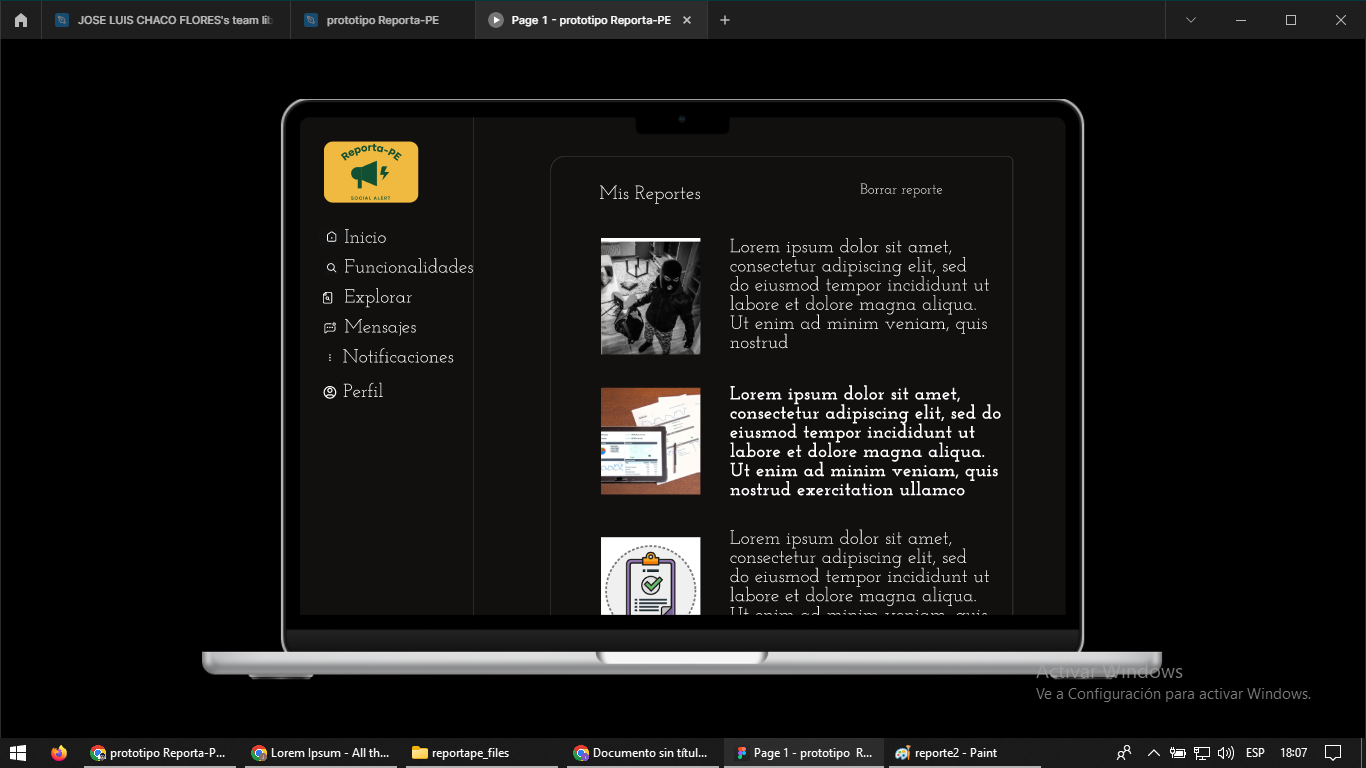 JOSE LUIS CHACO FLORES's team lib
prototipo Reporta-PE
Page 1 - prototipo Reporta-PE
Reporta-PE
SOCIAL ALERT
Inicio
Funcionalidades
Explorar
Mensajes
Notificaciones
Perfil
Mis Reportes
Borrar reporte
Lorem ipsum dolor sit amet,
consectetur adipiscing elit, sed
do eiusmod tempor incididunt ut
labore et dolore magna aliqua.
Ut enim ad minim veniam, quis
nostrud
Lorem ipsum dolor sit amet,
consectetur adipiscing elit, sed do
eiusmod tempor incididunt ut
labore et dolore magna aliqua.
Ut enim ad minim veniam, quis
nostrud exercitation ullamco
Lorem ipsum dolor sit amet,
consectetur adipiscing elit, sed
do eiusmod tempor incididunt ut
labore et dolore magna aliqua.
Ut enim ad minim veniam, quis
Activar Windows
Ve a Configuración para activar Windows.
prototipo Reporta-P...
Lorem Ipsum - All th...
reportape_files
Documento sin títul...
Page 1 - prototipo R...
reporte2 - Paint
ESP
18:07